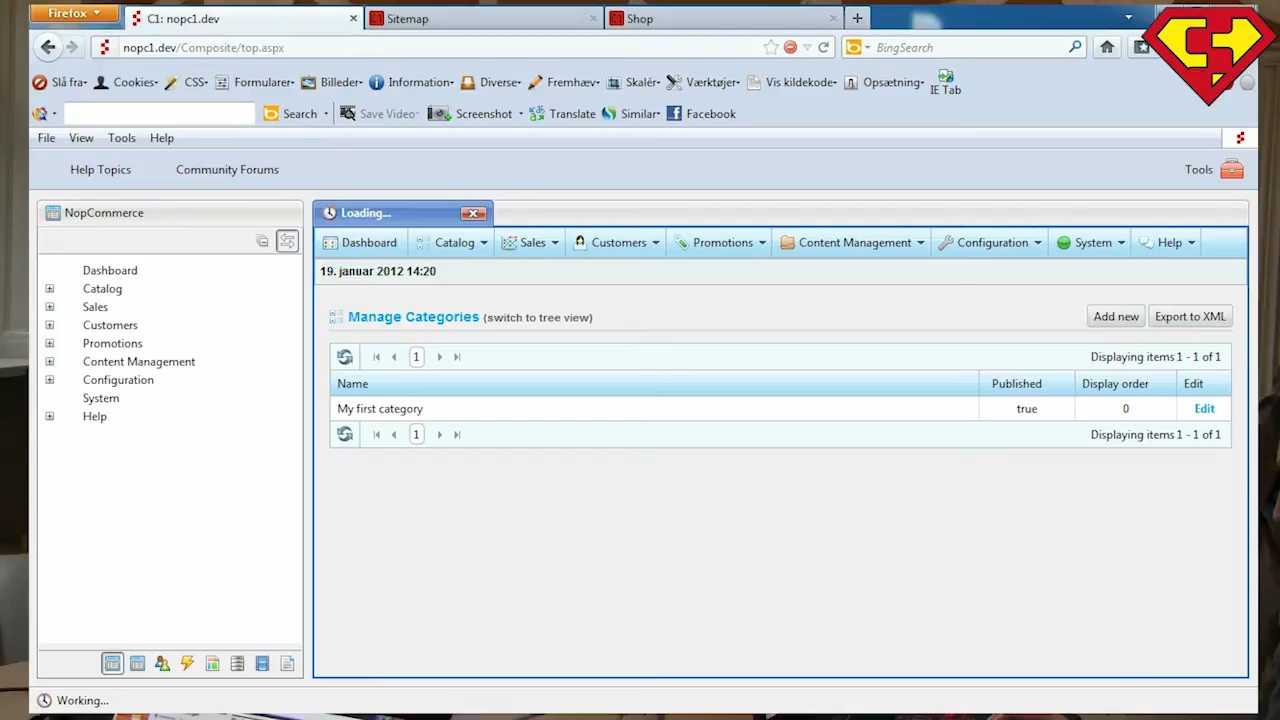 Firefox
C1: nopc1.dev
Sitemap
Shop
nopc1.dev/Composite/top.aspx
BingSearch
Slå fra· Cookies· CSS· Formularer· Billeder· Information· Diverse· Fremhæv· Skalér· Værktøjer· Vis kildekode· Opsætning· IE Tab
Search Save Video· Screenshot Translate Similar· Facebook
File View Tools Help
Help Topics Community Forums Tools
NopCommerce
Dashboard
Catalog
Sales
Customers
Promotions
Content Management
Configuration
System
Help
Loading...
Dashboard Catalog Sales Customers Promotions Content Management Configuration System Help
19. januar 2012 14:20
Manage Categories (switch to tree view) Add new Export to XML
1 Displaying items 1 - 1 of 1
Name Published Display order Edit
My first category true 0 Edit
1 Displaying items 1 - 1 of 1
Working...